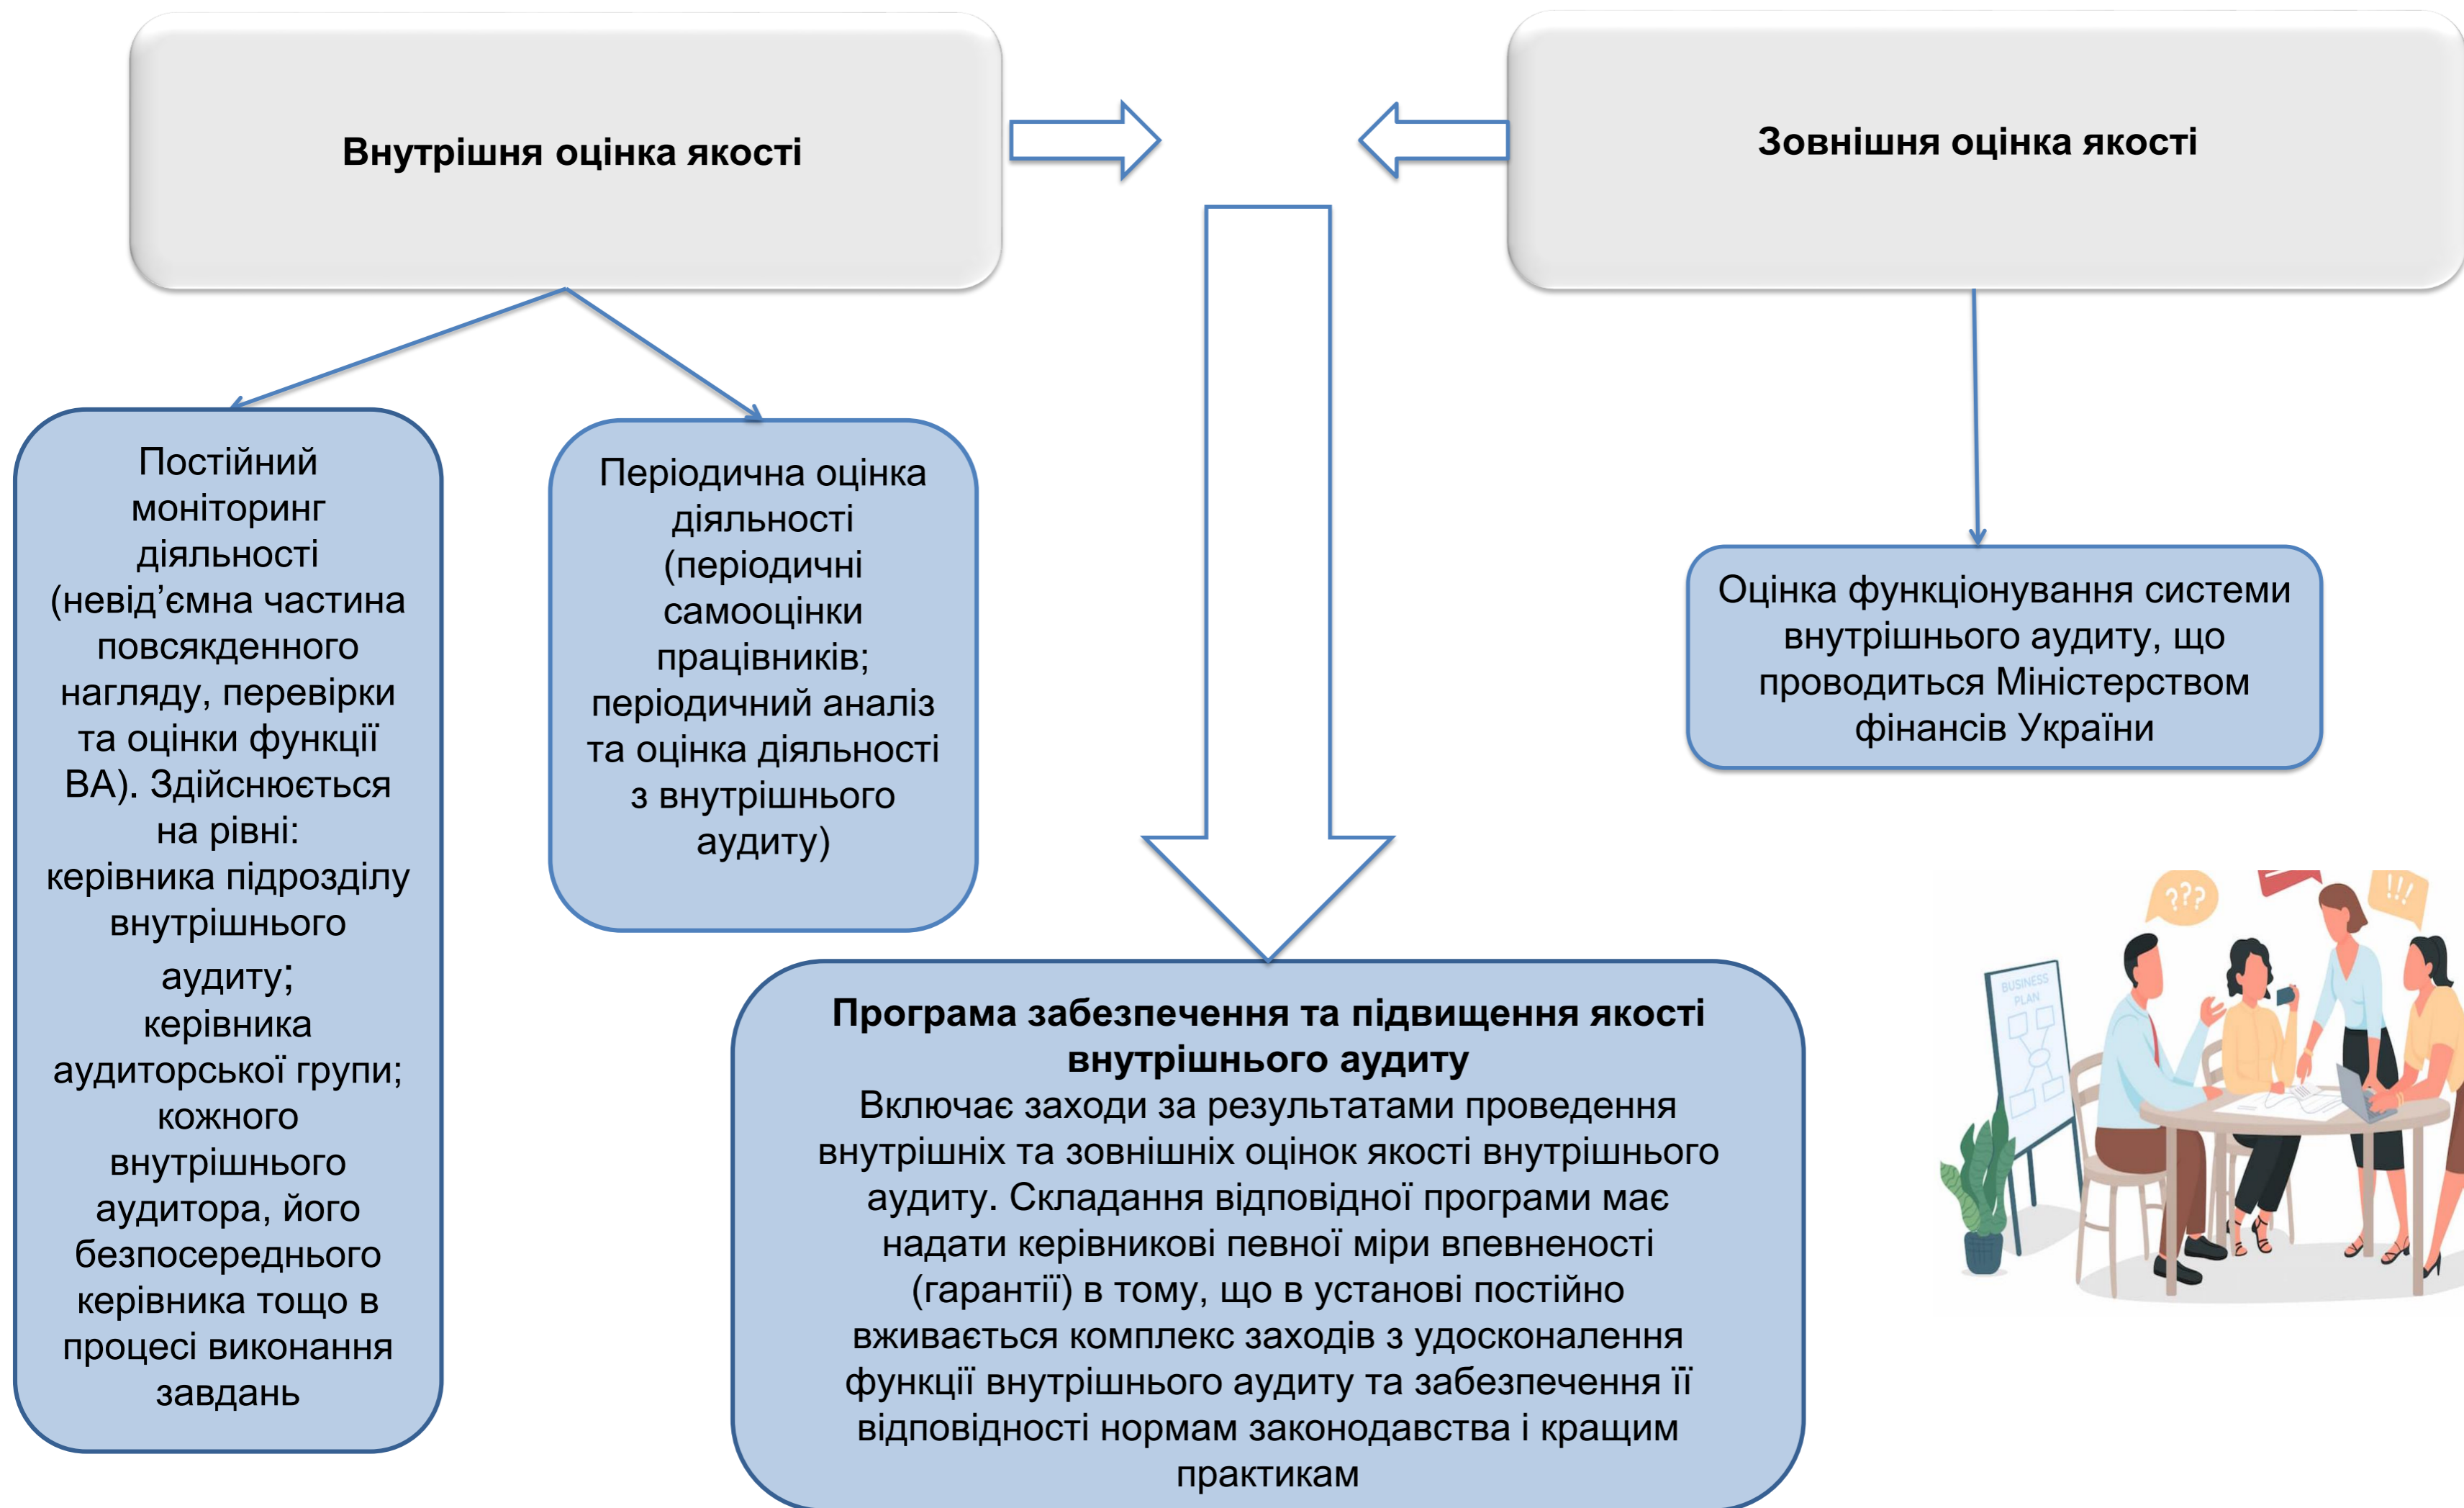 Внутрішня оцінка якості
Зовнішня оцінка якості
Постійний
моніторинг
діяльності
(невід’ємна частина
повсякденного
нагляду, перевірки
та оцінки функції
ВА). Здійснюється
на рівні:
керівника підрозділу
внутрішнього
аудиту;
керівника
аудиторської групи;
кожного
внутрішнього
аудитора, його
безпосереднього
керівника тощо в
процесі виконання
завдань
Періодична оцінка
діяльності
(періодичні
самооцінки
працівників;
періодичний аналіз
та оцінка діяльності
з внутрішнього
аудиту)
Оцінка функціонування системи
внутрішнього аудиту, що
проводиться Міністерством
фінансів України
Програма забезпечення та підвищення якості
внутрішнього аудиту
Включає заходи за результатами проведення
внутрішніх та зовнішніх оцінок якості внутрішнього
аудиту. Складання відповідної програми має
надати керівникові певної міри впевненості
(гарантії) в тому, що в установі постійно
вживається комплекс заходів з удосконалення
функції внутрішнього аудиту та забезпечення її
відповідності нормам законодавства і кращим
практикам
???
!!!
BUSINESS
PLAN